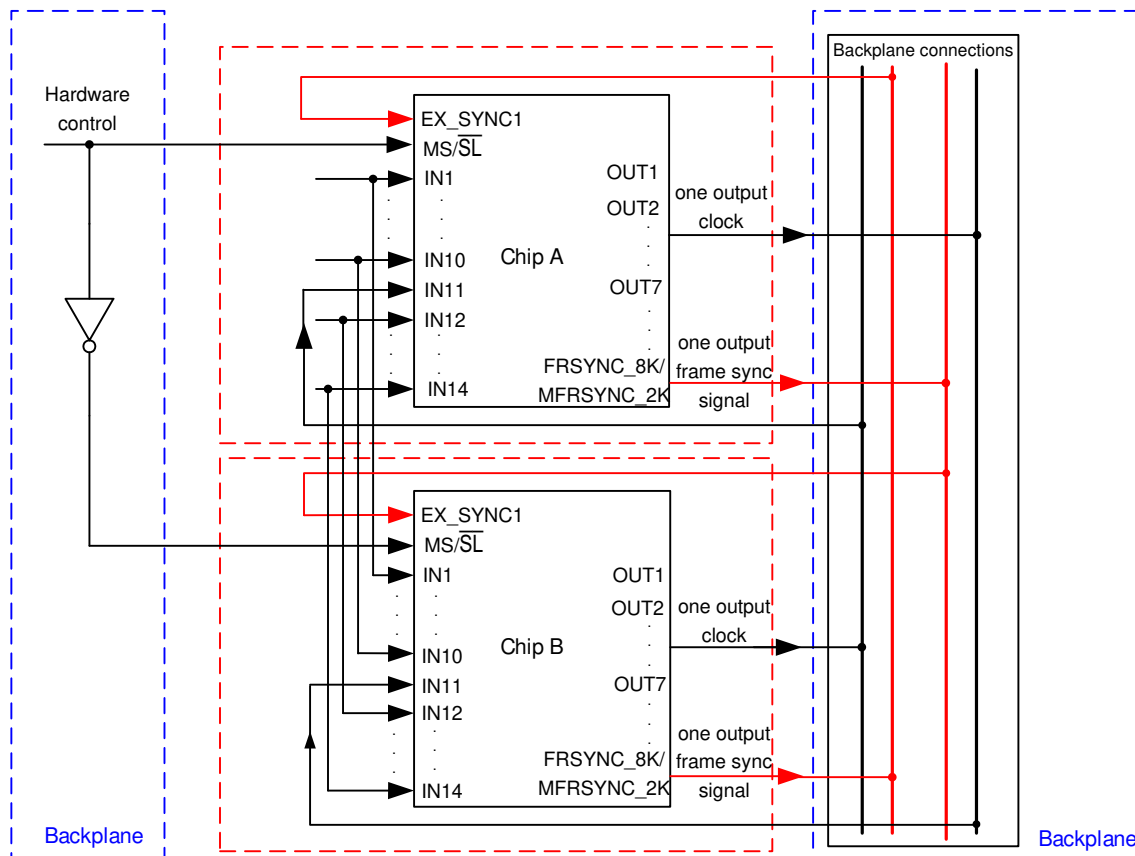 Backplane connections
Hardware
control
EX_SYNC1
MS/SL
IN1
IN10
IN11
IN12
IN14
Chip A
OUT1
OUT2
OUT7
FRSYNC_8K/
MFRSYNC_2K
one output
clock
one output
frame sync
signal
EX_SYNC1
MS/SL
IN1
IN10
IN11
IN12
IN14
Chip B
OUT1
OUT2
OUT7
FRSYNC_8K/
MFRSYNC_2K
one output
clock
one output
frame sync
signal
Backplane
Backplane